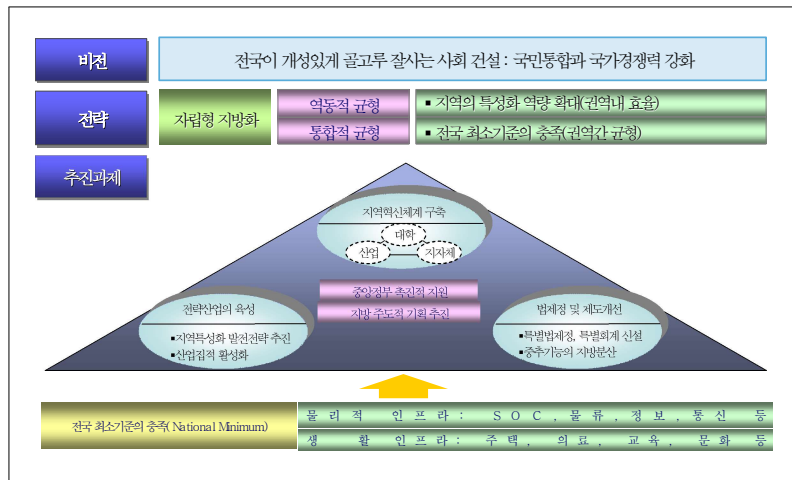 비전
전국이 개성있게 골고루 잘사는 사회 건설 : 국민통합과 국가경쟁력 강화
전략
자립형 지방화
역동적 균형
▪ 지역의 특성화 역량 확대(권역내 효율)
통합적 균형
▪ 전국 최소기준의 충족(권역간 균형)
추진과제
지역혁신체계 구축
대학
산업
지자체
중앙정부 촉진적 지원
지방 주도적 기획 추진
전략산업의 육성
▪지역특성화 발전전략 추진
▪산업집적 활성화
법제정 및 제도개선
▪특별법제정, 특별회계 신설
▪중추기능의 지방분산
전국 최소기준의 충족( National Minimum)
물 리 적 인 프 라 : S O C , 물 류 , 정 보 , 통 신 등
생 활 인 프 라 : 주 택 , 의 료 , 교 육 , 문 화 등